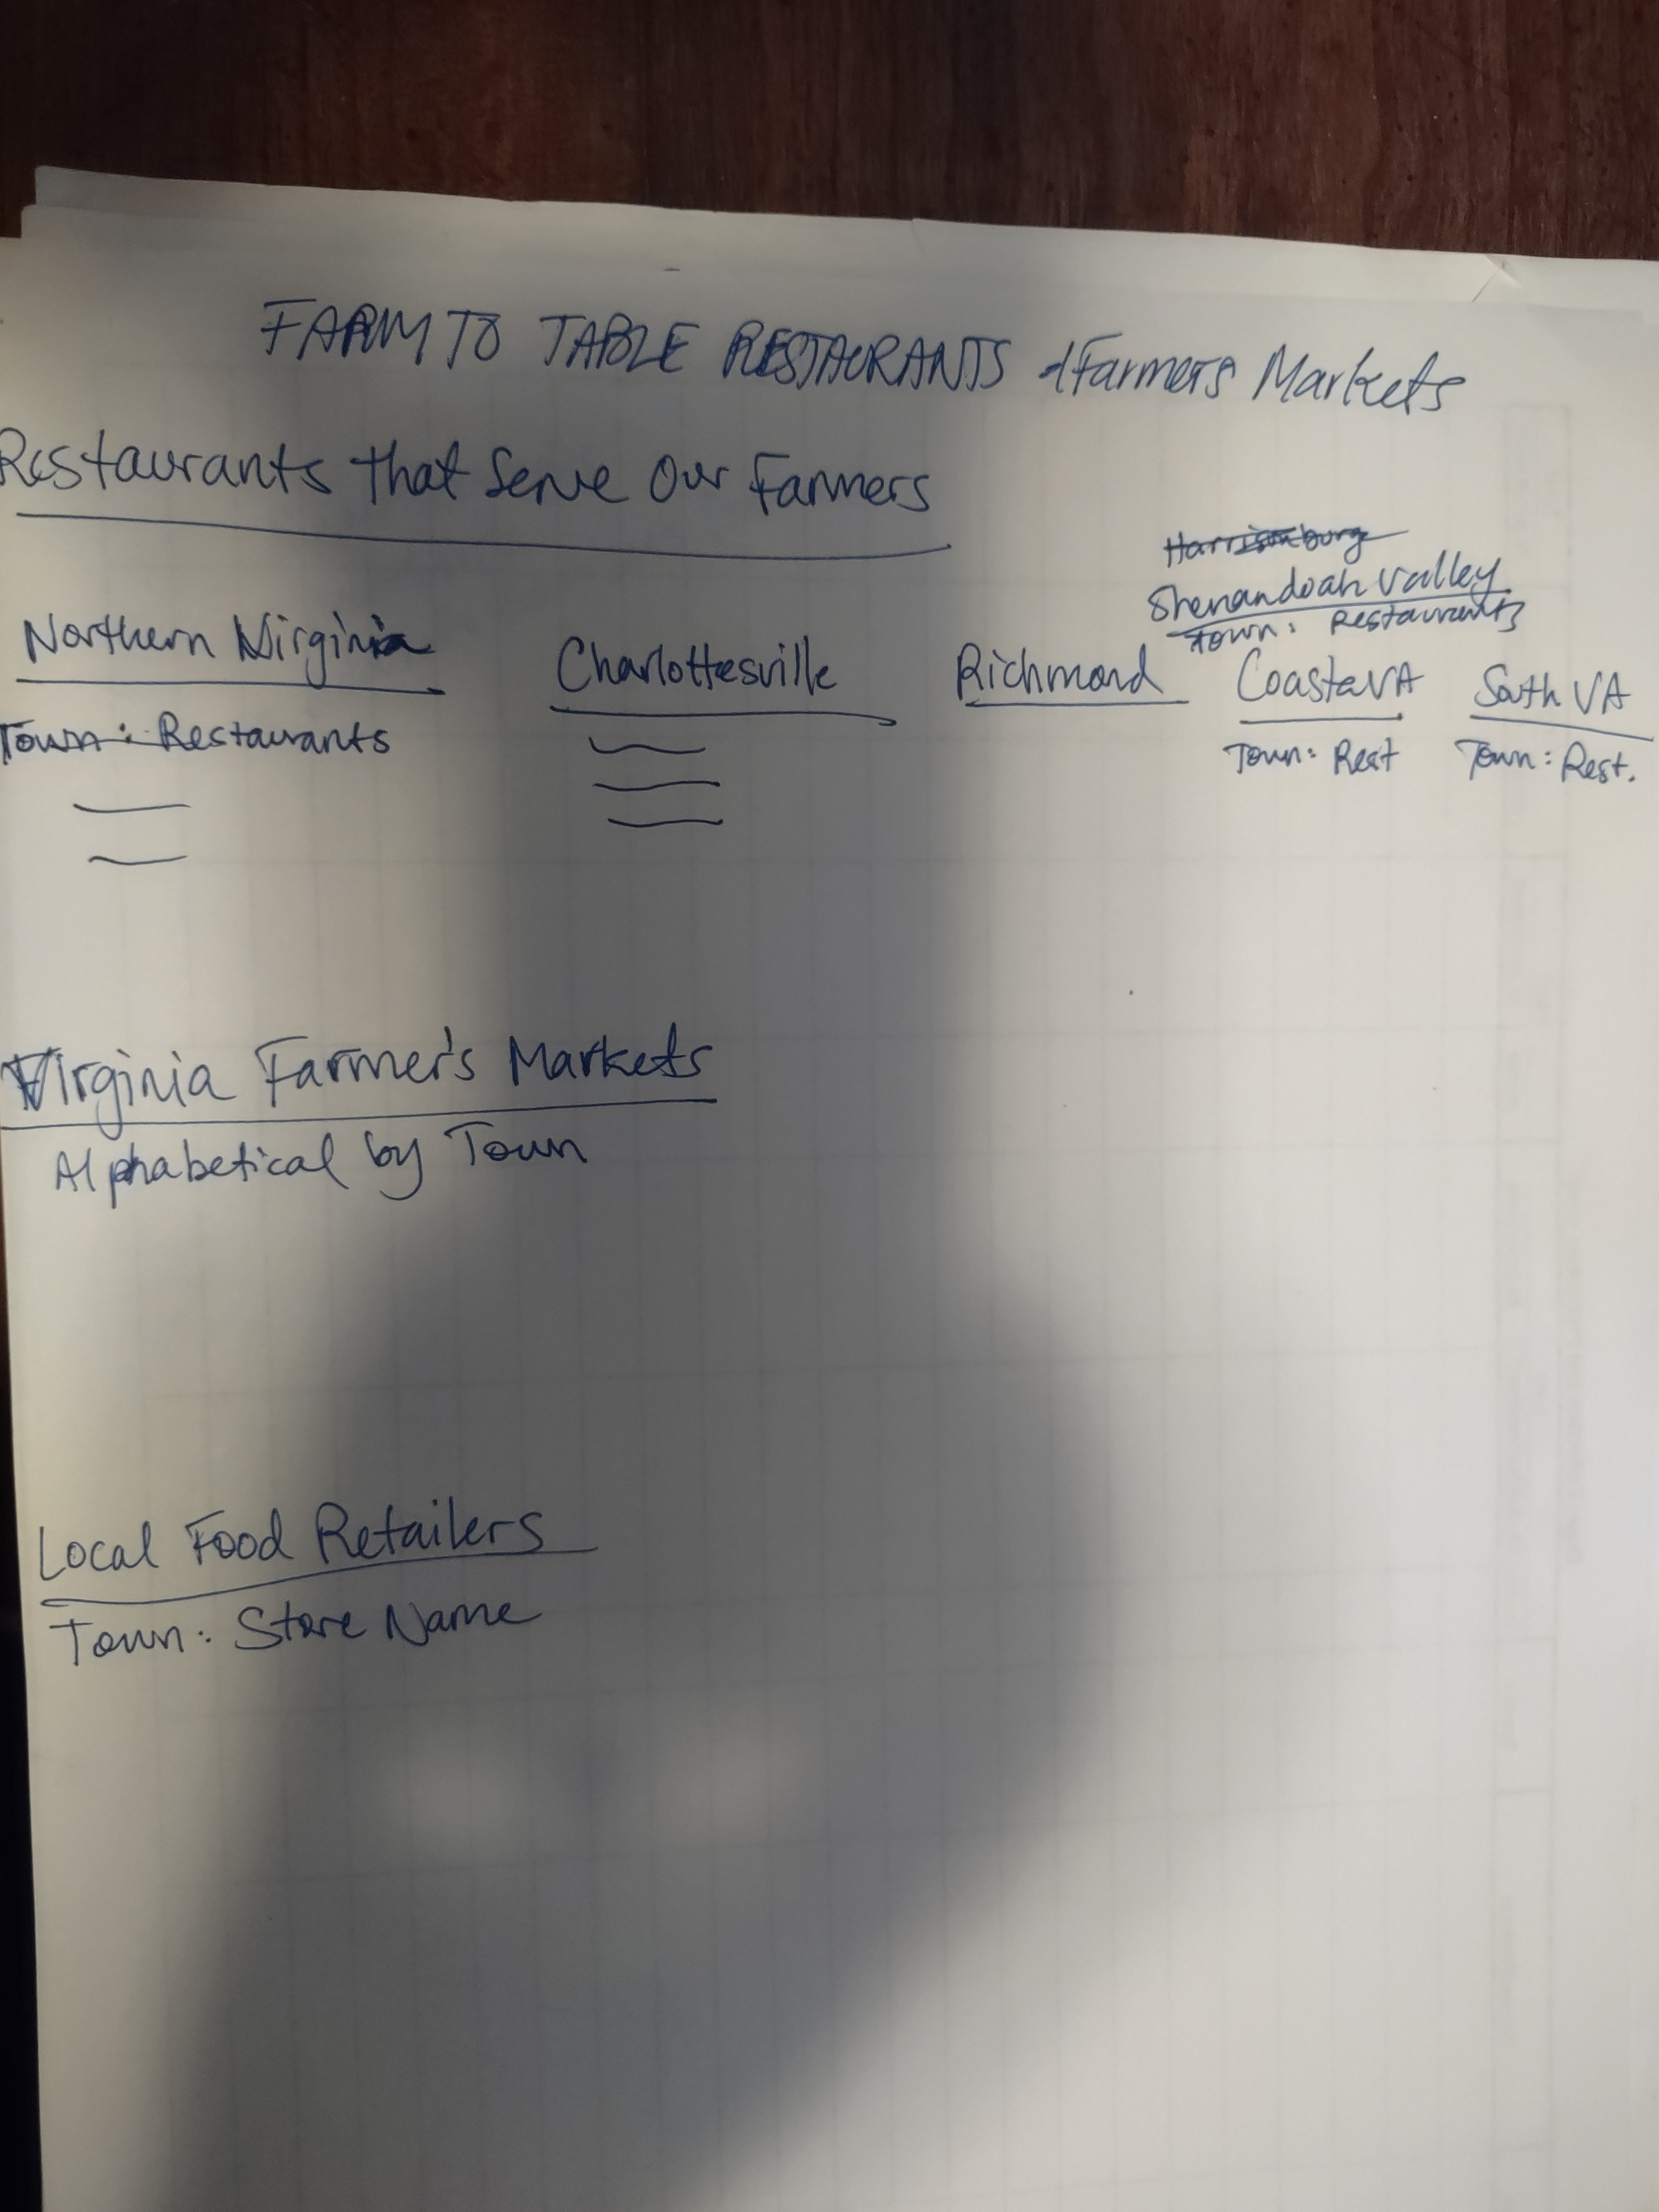 FARM TO TABLE RESTAURANTS + Farmers Markets
Restaurants that Serve Our Farmers
Harrisonburg
Shenandoah Valley
Town: Restaurants
Northern Virginia
Charlottesville
Richmond
Coasta VA
South VA
Town: Restaurants
Town: Rest
Town: Rest.
Virginia Farmer's Markets
Alphabetical by Town
Local Food Retailers
Town: Store Name